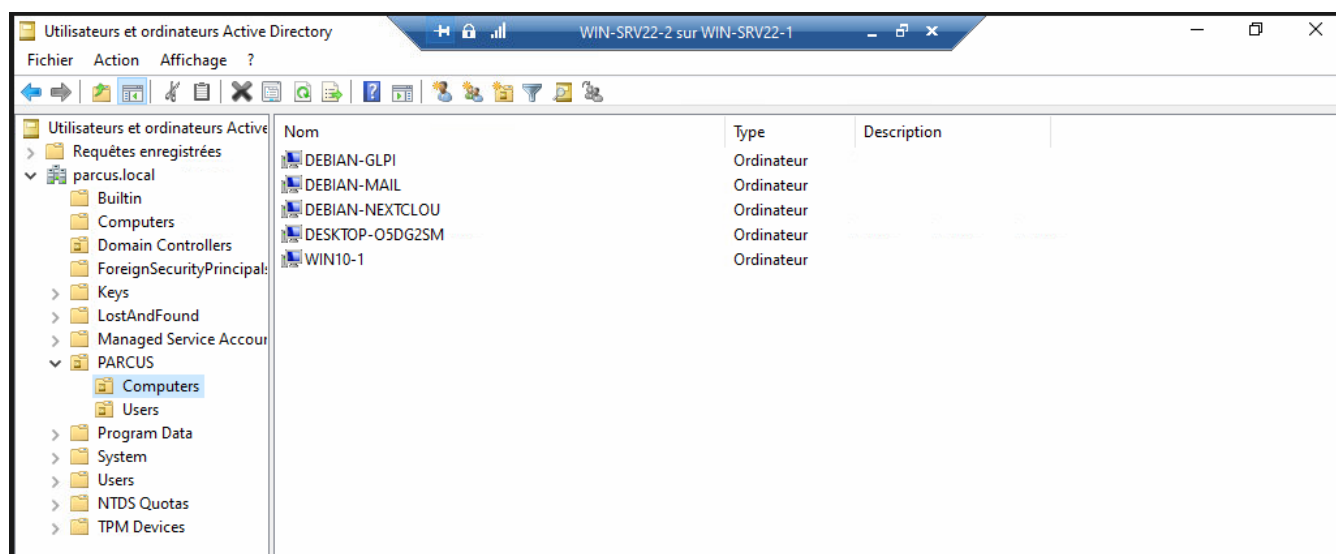 Utilisateurs et ordinateurs Active Directory
WIN-SRV22-2 sur WIN-SRV22-1
Fichier Action Affichage ?
Utilisateurs et ordinateurs Active
Requêtes enregistrées
parcus.local
Builtin
Computers
Domain Controllers
ForeignSecurityPrincipals
Keys
LostAndFound
Managed Service Accour
PARCUS
Computers
Users
Program Data
System
Users
NTDS Quotas
TPM Devices
Nom Type Description
DEBIAN-GLPI Ordinateur
DEBIAN-MAIL Ordinateur
DEBIAN-NEXTCLOU Ordinateur
DESKTOP-O5DG2SM Ordinateur
WIN10-1 Ordinateur